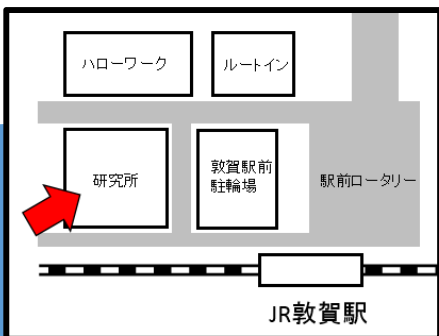 ハローワーク
ルートイン
研究所
敦賀駅前
駐輪場
駅前ロータリー
JR敦賀駅